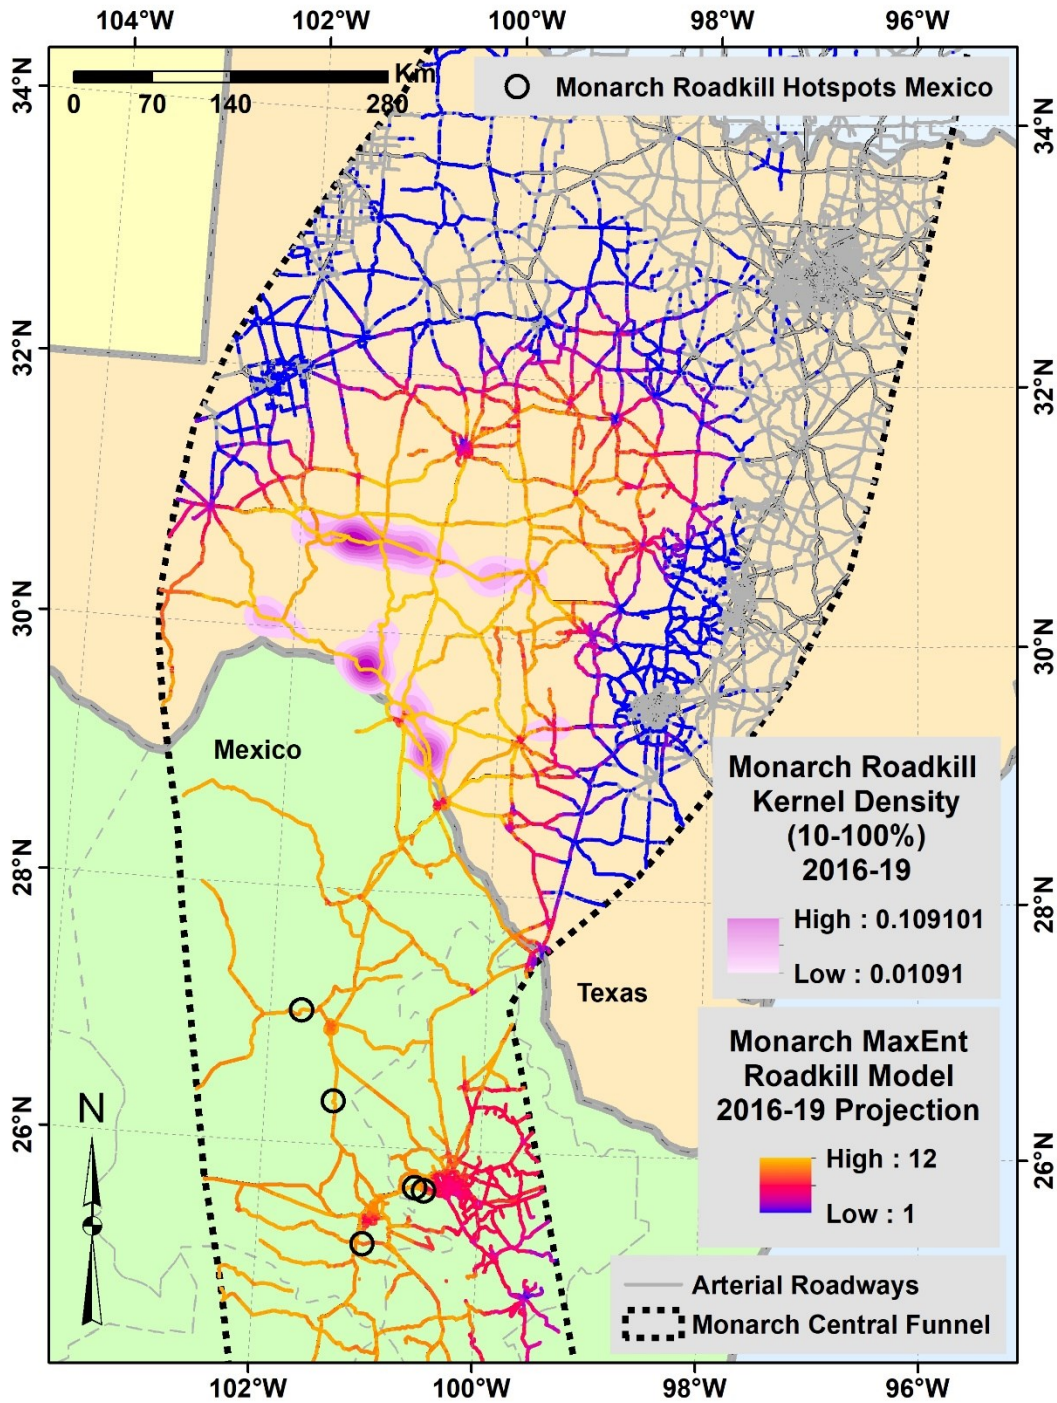 104°W 102°W 100°W 98°W 96°W
34°N
Km
0 70 140 280
Monarch Roadkill Hotspots Mexico
34°N
32°N
32°N
30°N
30°N
Mexico
Monarch Roadkill
Kernel Density
(10-100%)
2016-19
High : 0.109101
Low : 0.01091
28°N
28°N
Texas
Monarch MaxEnt
Roadkill Model
2016-19 Projection
High : 12
Low : 1
26°N
26°N
N
Arterial Roadways
Monarch Central Funnel
102°W 100°W 98°W 96°W